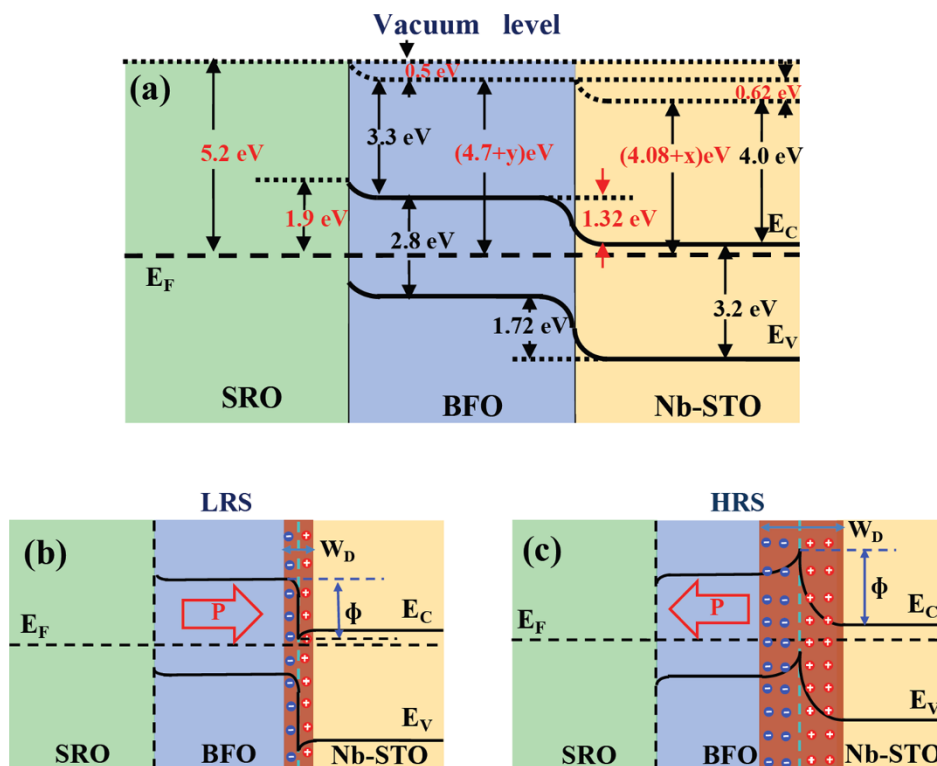 Vacuum level
(a)
0.5 eV
0.62 eV
3.3 eV
5.2 eV
(4.7+y)eV
(4.08+x)eV
4.0 eV
1.9 eV
1.32 eV
E_C
2.8 eV
E_F
3.2 eV
1.72 eV
E_V
SRO
BFO
Nb-STO
LRS
(b)
W_D
P
ϕ
E_C
E_F
E_V
SRO
BFO
Nb-STO
HRS
(c)
W_D
P
ϕ
E_C
E_F
E_V
SRO
BFO
Nb-STO